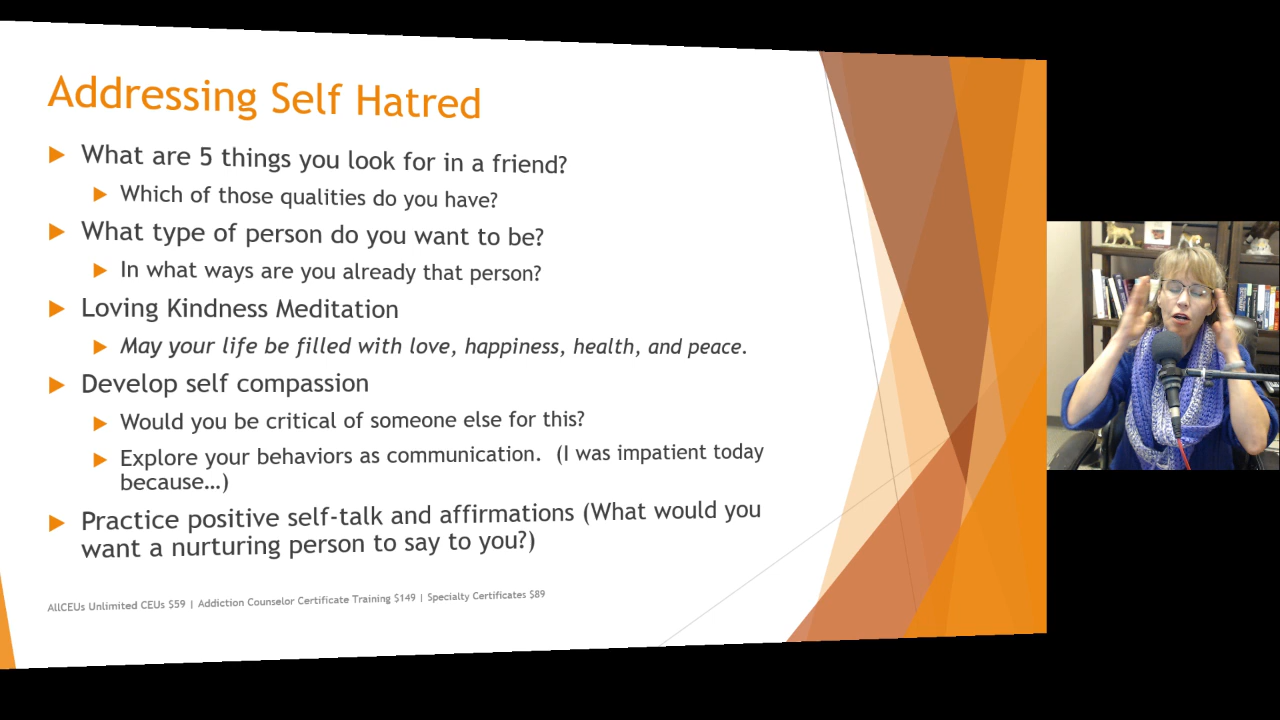 Addressing Self Hatred
What are 5 things you look for in a friend?
Which of those qualities do you have?
What type of person do you want to be?
In what ways are you already that person?
Loving Kindness Meditation
May your life be filled with love, happiness, health, and peace.
Develop self compassion
Would you be critical of someone else for this?
Explore your behaviors as communication. (I was impatient today
because…)
Practice positive self-talk and affirmations (What would you
want a nurturing person to say to you?)
AllCEUs Unlimited CEUs $59 | Addiction Counselor Certificate Training $149 | Specialty Certificates $89